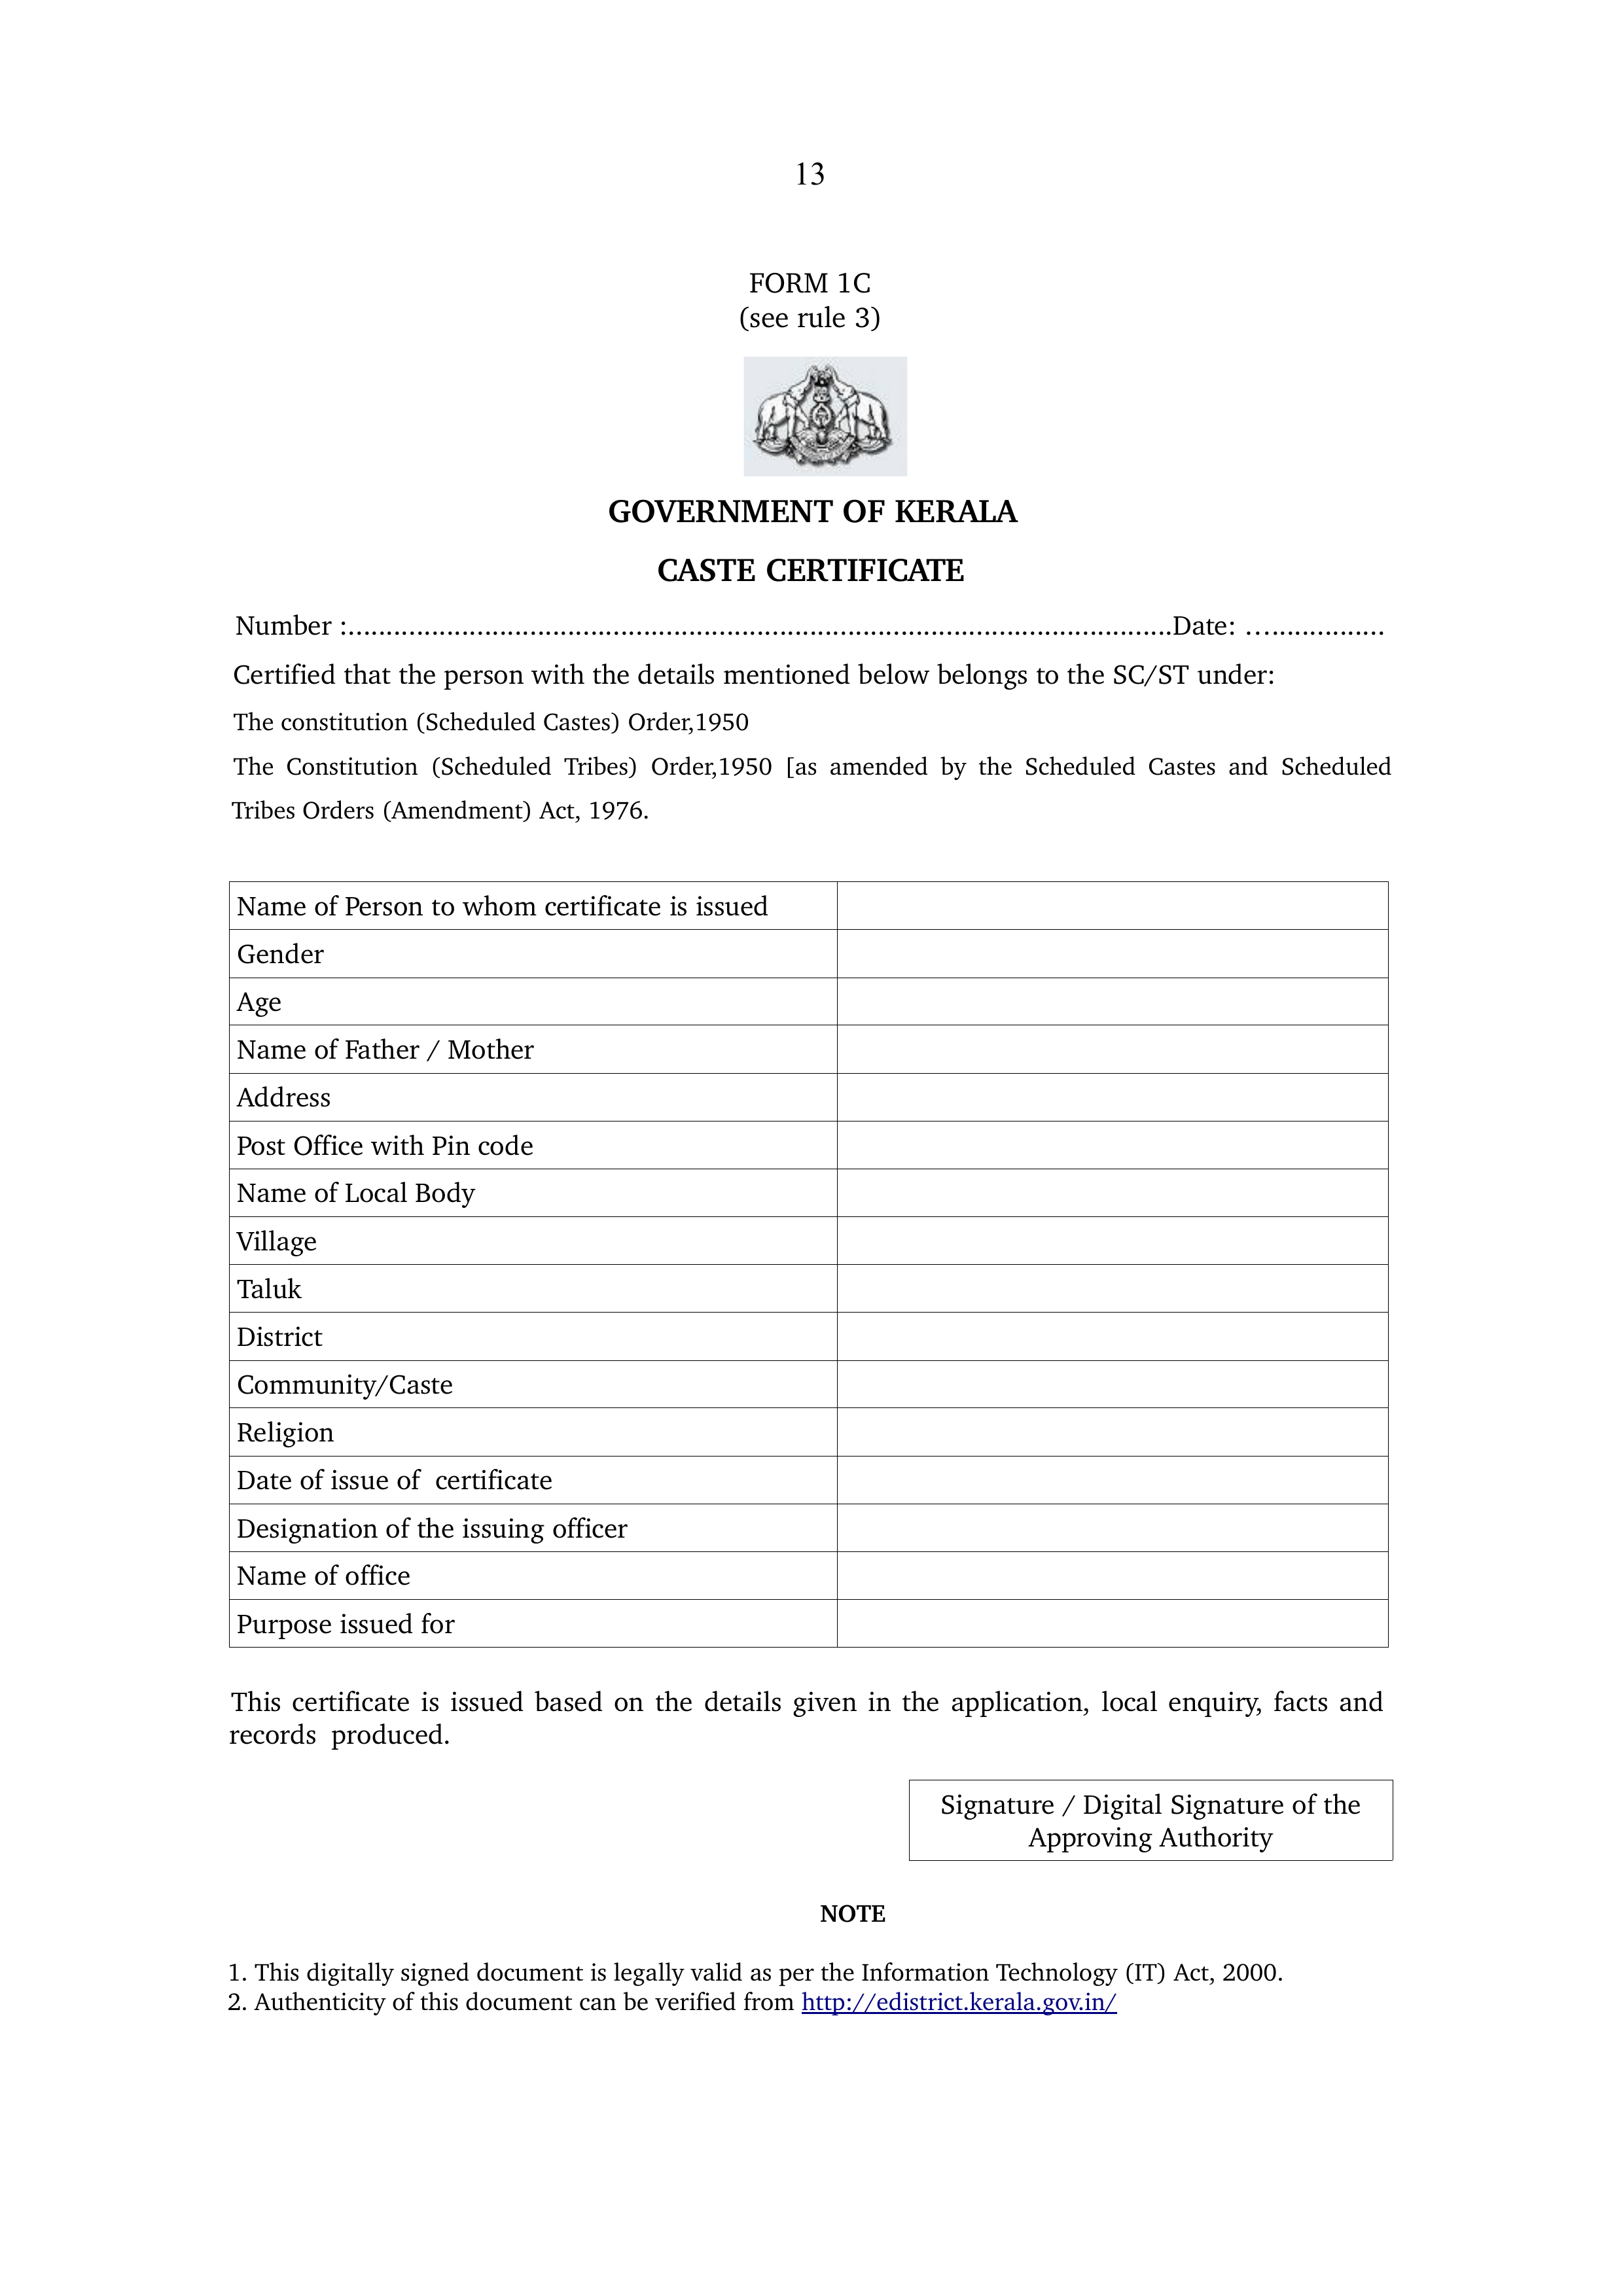 13
FORM 1C
(see rule 3)
GOVERNMENT OF KERALA
CASTE CERTIFICATE
Number :............................................................................................................Date: ….................
Certified that the person with the details mentioned below belongs to the SC/ST under:
The constitution (Scheduled Castes) Order,1950
The Constitution (Scheduled Tribes) Order,1950 [as amended by the Scheduled Castes and Scheduled
Tribes Orders (Amendment) Act, 1976.
Name of Person to whom certificate is issued
Gender
Age
Name of Father / Mother
Address
Post Office with Pin code
Name of Local Body
Village
Taluk
District
Community/Caste
Religion
Date of issue of  certificate
Designation of the issuing officer
Name of office
Purpose issued for
This certificate is issued based on the details given in the application, local enquiry, facts and
records  produced.
Signature / Digital Signature of the
Approving Authority
NOTE
1. This digitally signed document is legally valid as per the Information Technology (IT) Act, 2000.
2. Authenticity of this document can be verified from http://edistrict.kerala.gov.in/